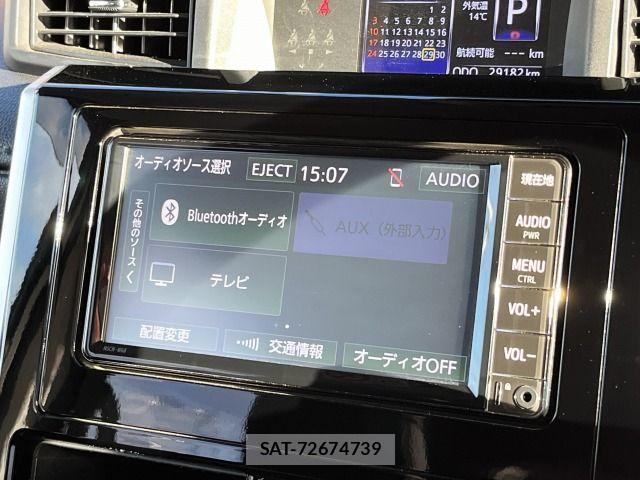 3 4 5 6 7 8 9
10 11 12 13 14 15 16
17 18 19 20 21 22 23
24 25 26 27 28 29 30
外気温
14℃
P
航続可能 --- km
ODO 29182 km
オーディオソース選択 EJECT 15:07 AUDIO
その他のソース
Bluetoothオーディオ
AUX (外部入力)
テレビ
配置変更
交通情報
オーディオOFF
現在地
AUDIO
PWR
MENU
CTRL
VOL+
VOL-
SAT-72674739